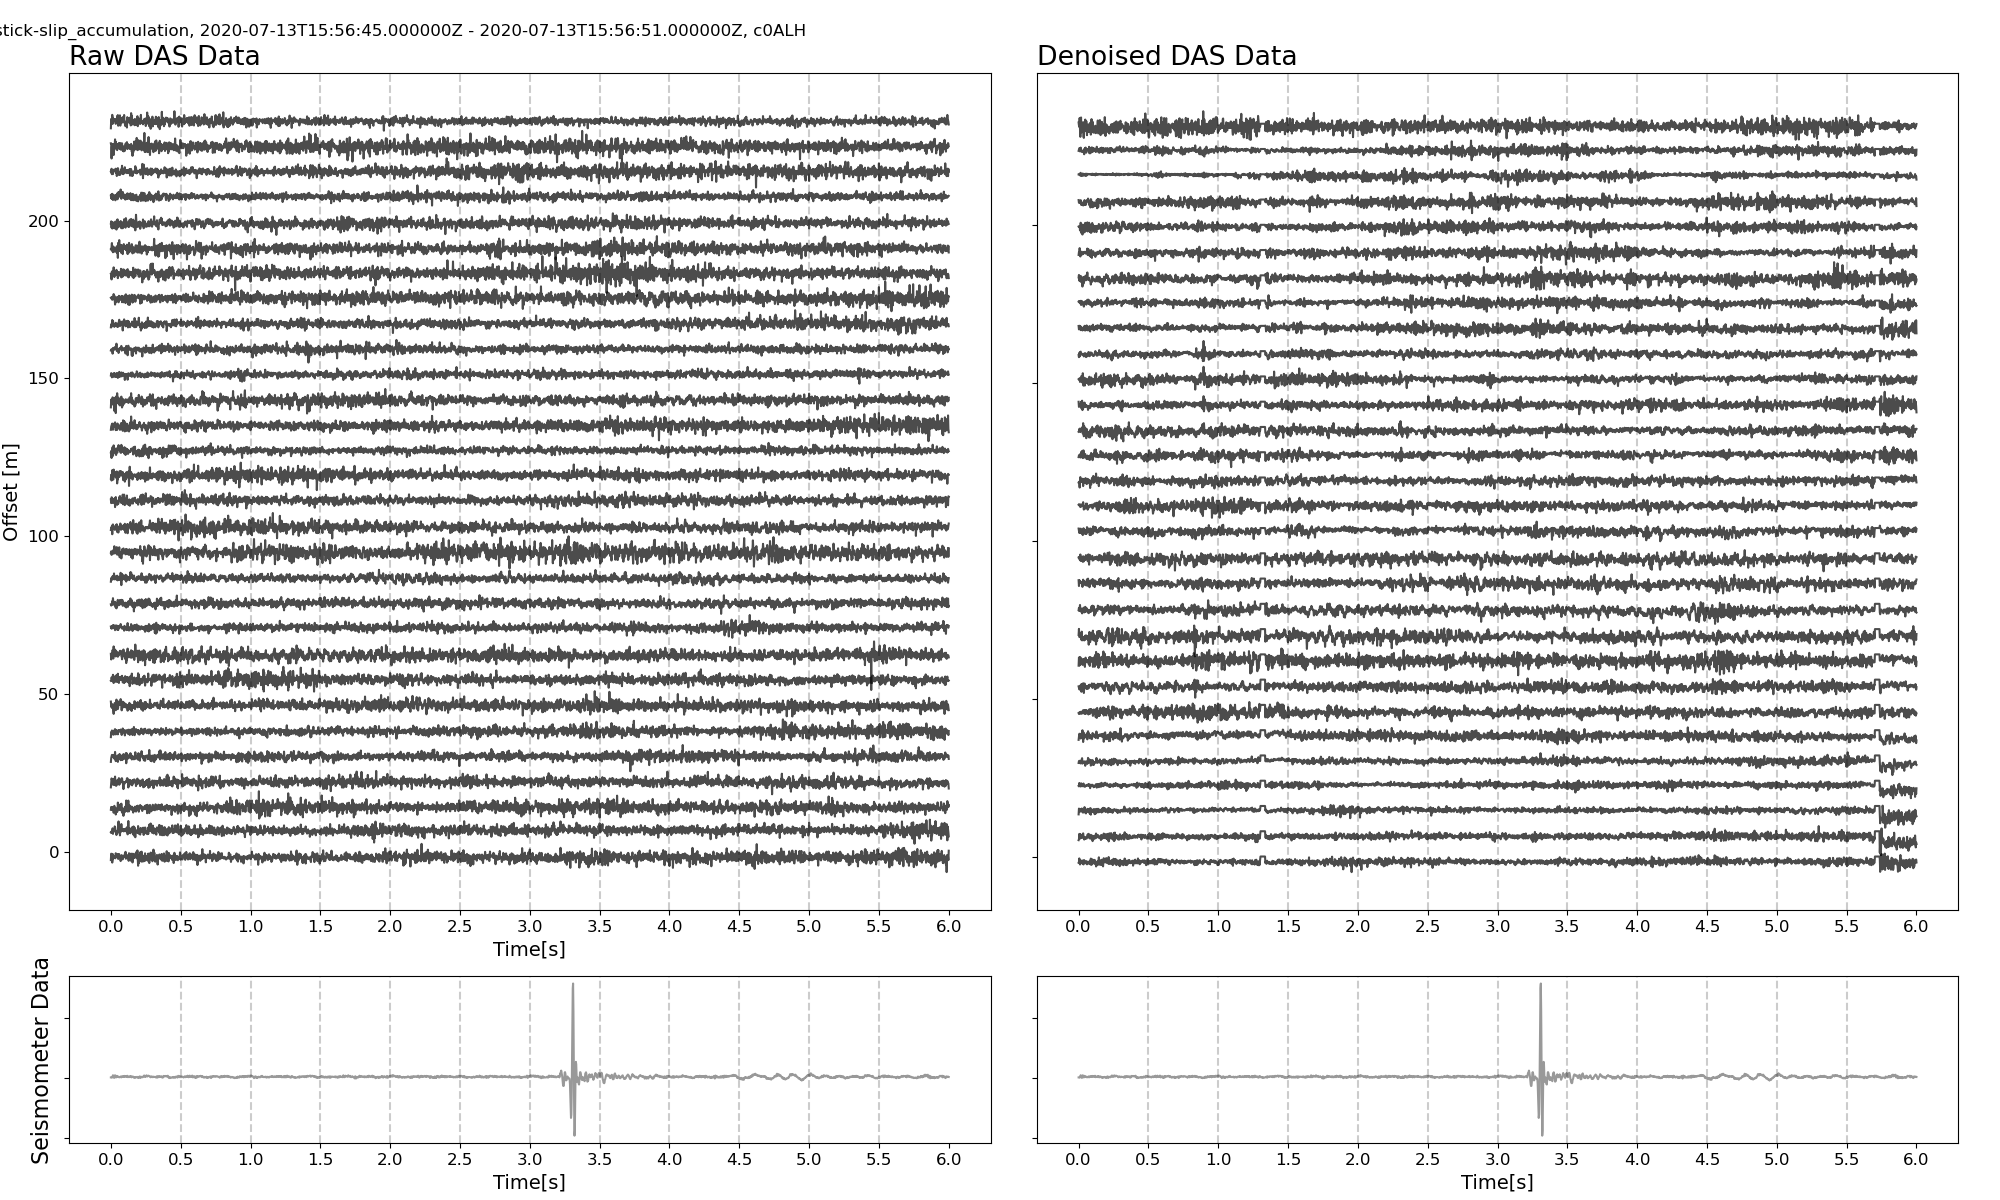 stick-slip_accumulation, 2020-07-13T15:56:45.000000Z - 2020-07-13T15:56:51.000000Z, c0ALH
Raw DAS Data
Denoised DAS Data
Offset [m]
200
150
100
50
0
0.0 0.5 1.0 1.5 2.0 2.5 3.0 3.5 4.0 4.5 5.0 5.5 6.0
Time[s]
0.0 0.5 1.0 1.5 2.0 2.5 3.0 3.5 4.0 4.5 5.0 5.5 6.0
Seismometer Data
0.0 0.5 1.0 1.5 2.0 2.5 3.0 3.5 4.0 4.5 5.0 5.5 6.0
Time[s]
0.0 0.5 1.0 1.5 2.0 2.5 3.0 3.5 4.0 4.5 5.0 5.5 6.0
Time[s]